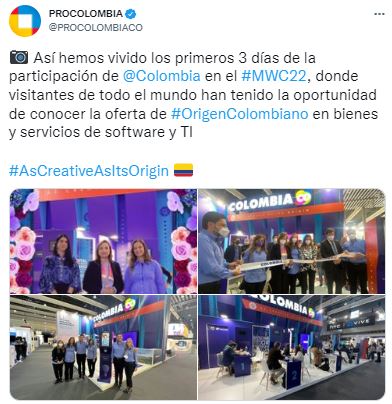 PROCOLOMBIA
@PROCOLOMBIACO
Así hemos vivido los primeros 3 días de la
participación de @Colombia en el #MWC22, donde
visitantes de todo el mundo han tenido la oportunidad
de conocer la oferta de #OrigenColombiano en bienes
y servicios de software y TI
#AsCreativeAsItsOrigin
COLOMBIA
COLOMBIA
COLOMBIA
COLOMBIA
VIVE